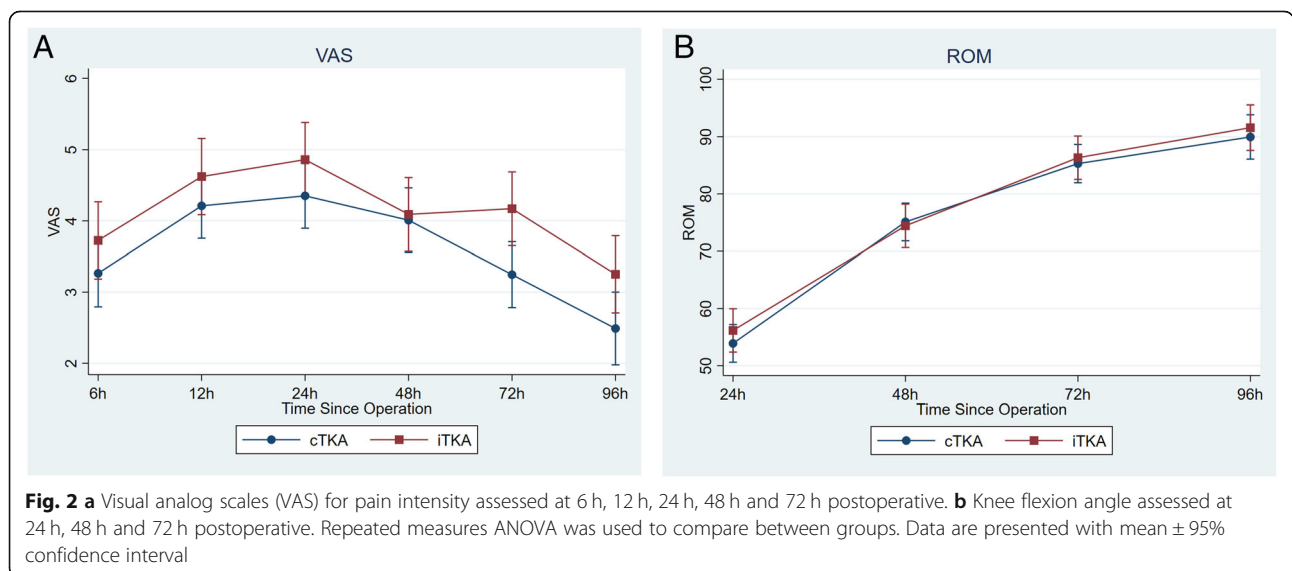 A
VAS
6
5
4
3
2
VAS
6h 12h 24h 48h 72h 96h
Time Since Operation
cTKA iTKA
B
ROM
100
90
80
70
60
50
ROM
24h 48h 72h 96h
Time Since Operation
cTKA iTKA
Fig. 2 a Visual analog scales (VAS) for pain intensity assessed at 6 h, 12 h, 24 h, 48 h and 72 h postoperative. b Knee flexion angle assessed at
24 h, 48 h and 72 h postoperative. Repeated measures ANOVA was used to compare between groups. Data are presented with mean ± 95%
confidence interval